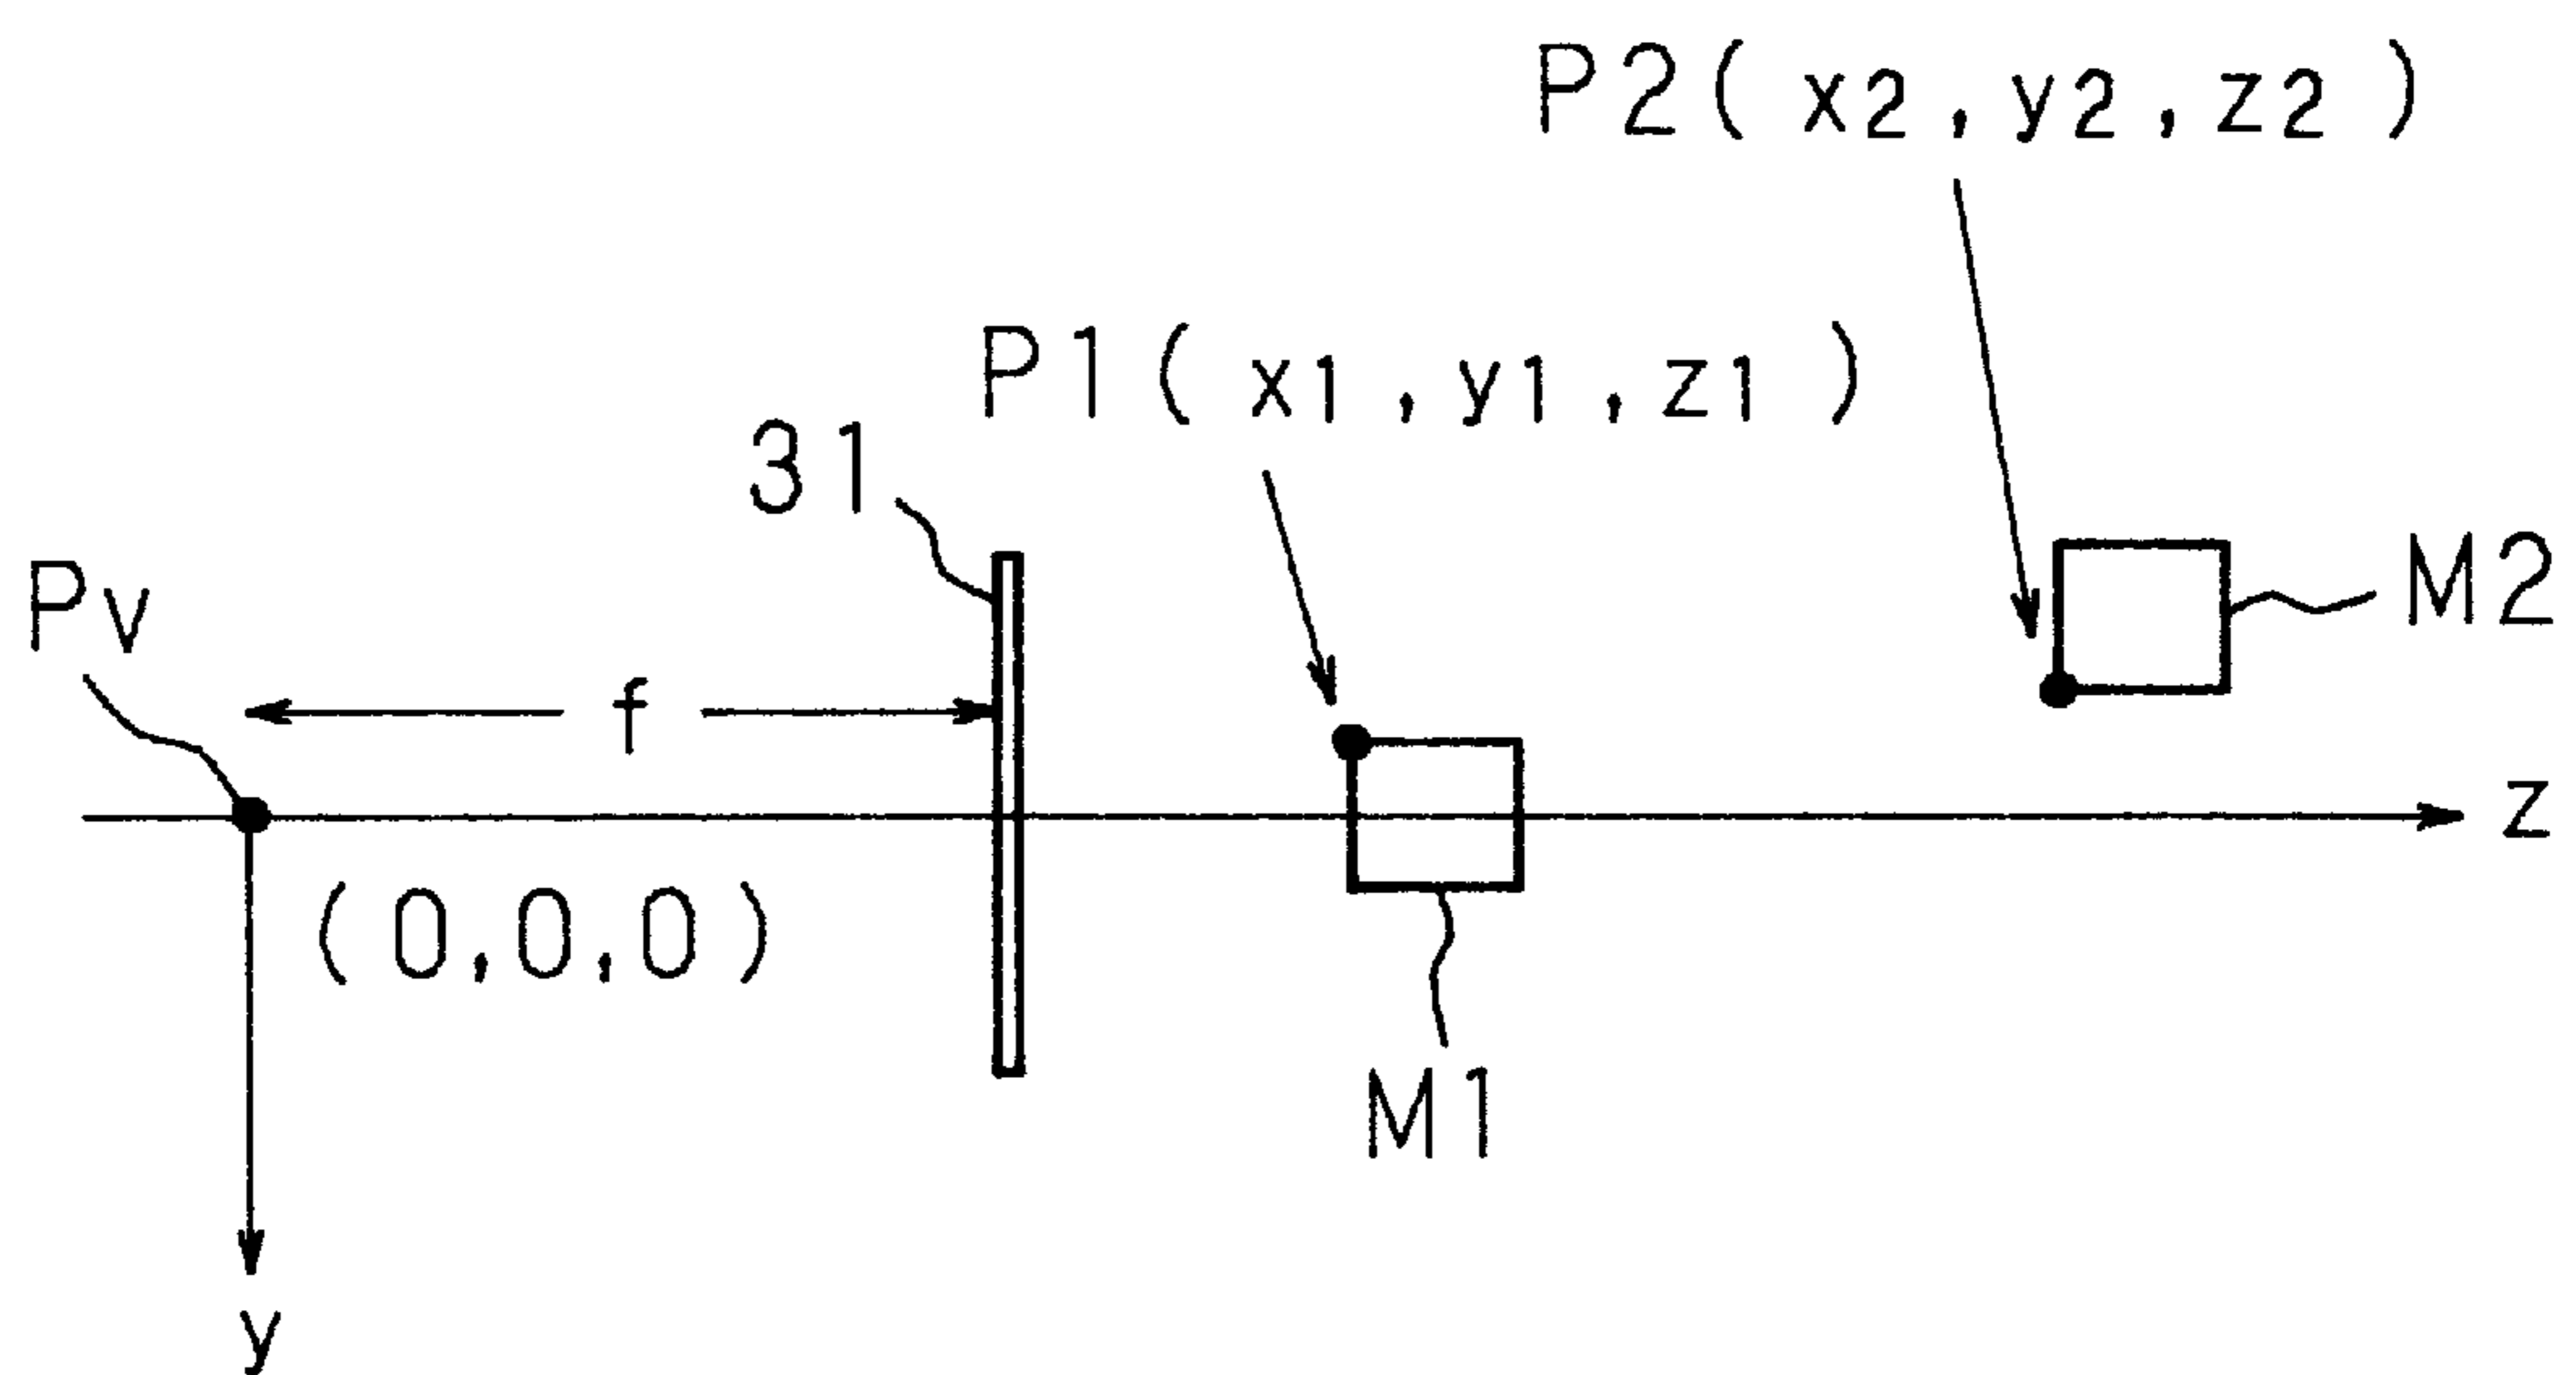 P2(x2,y2,z2)
P1(x1,y1,z1)
31
Pv
M2
f
z
(0,0,0)
M1
y